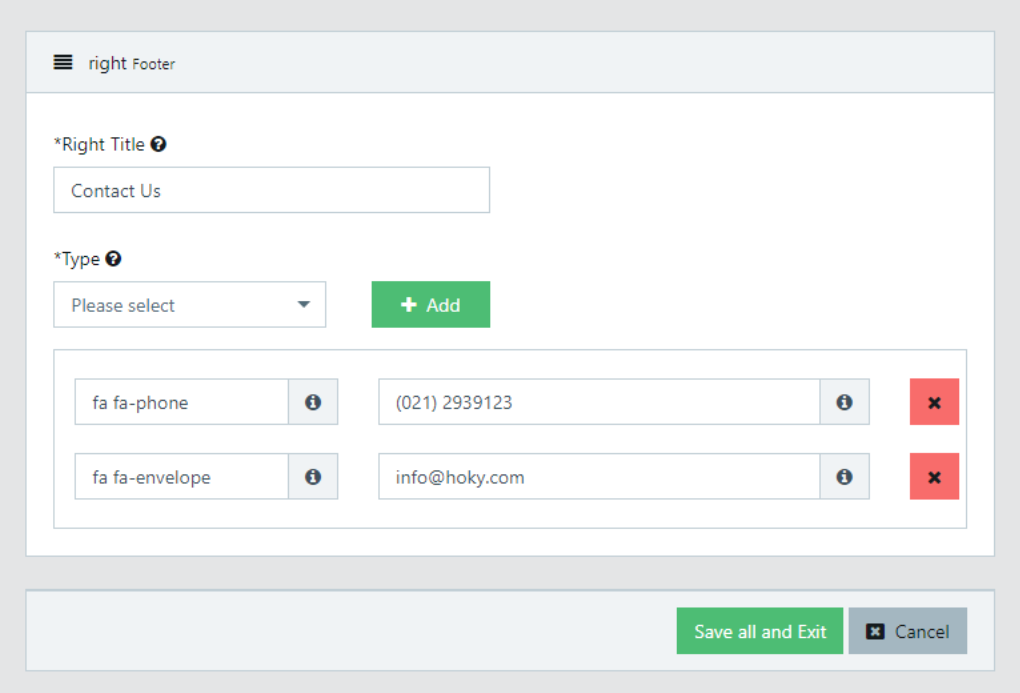 right Footer
*Right Title
Contact Us
*Type
Please select
Add
fa fa-phone
(021) 2939123
fa fa-envelope
info@hoky.com
Save all and Exit
Cancel